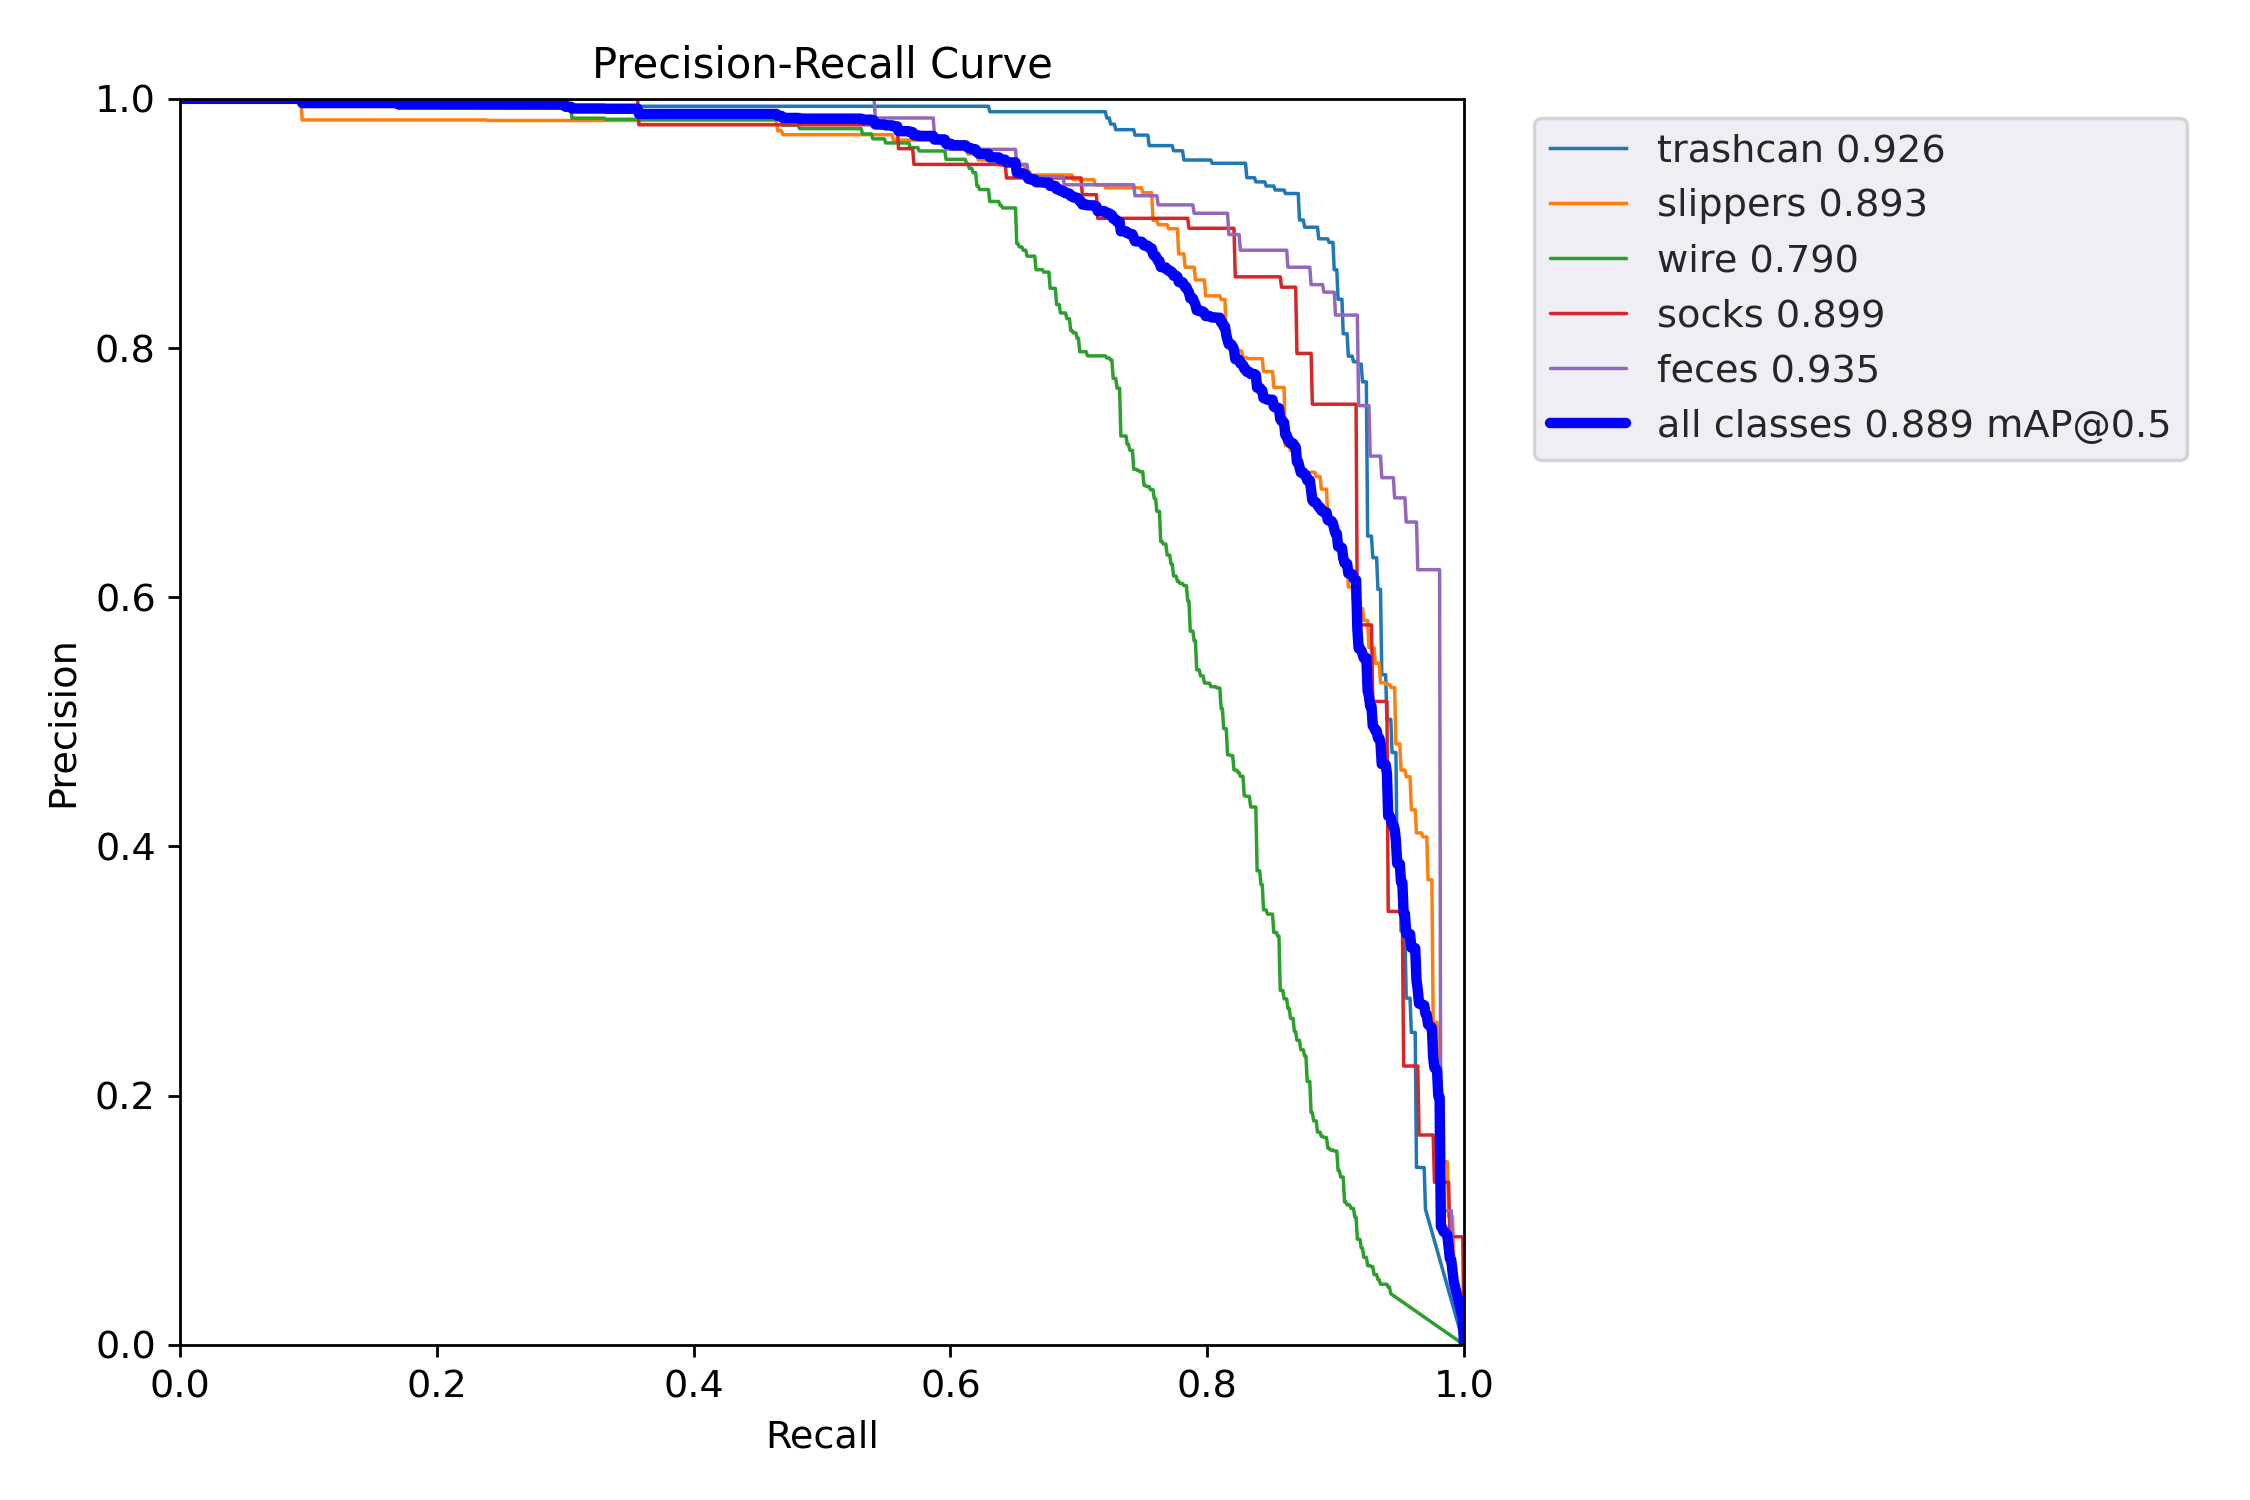 Precision-Recall Curve
1.0
0.8
0.6
0.4
0.2
0.0
Precision
0.0 0.2 0.4 0.6 0.8 1.0
Recall
trashcan 0.926
slippers 0.893
wire 0.790
socks 0.899
feces 0.935
all classes 0.889 mAP@0.5